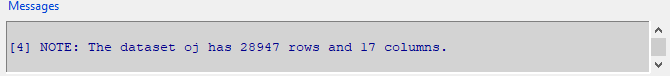 Messages
[4] NOTE: The dataset oj has 28947 rows and 17 columns.